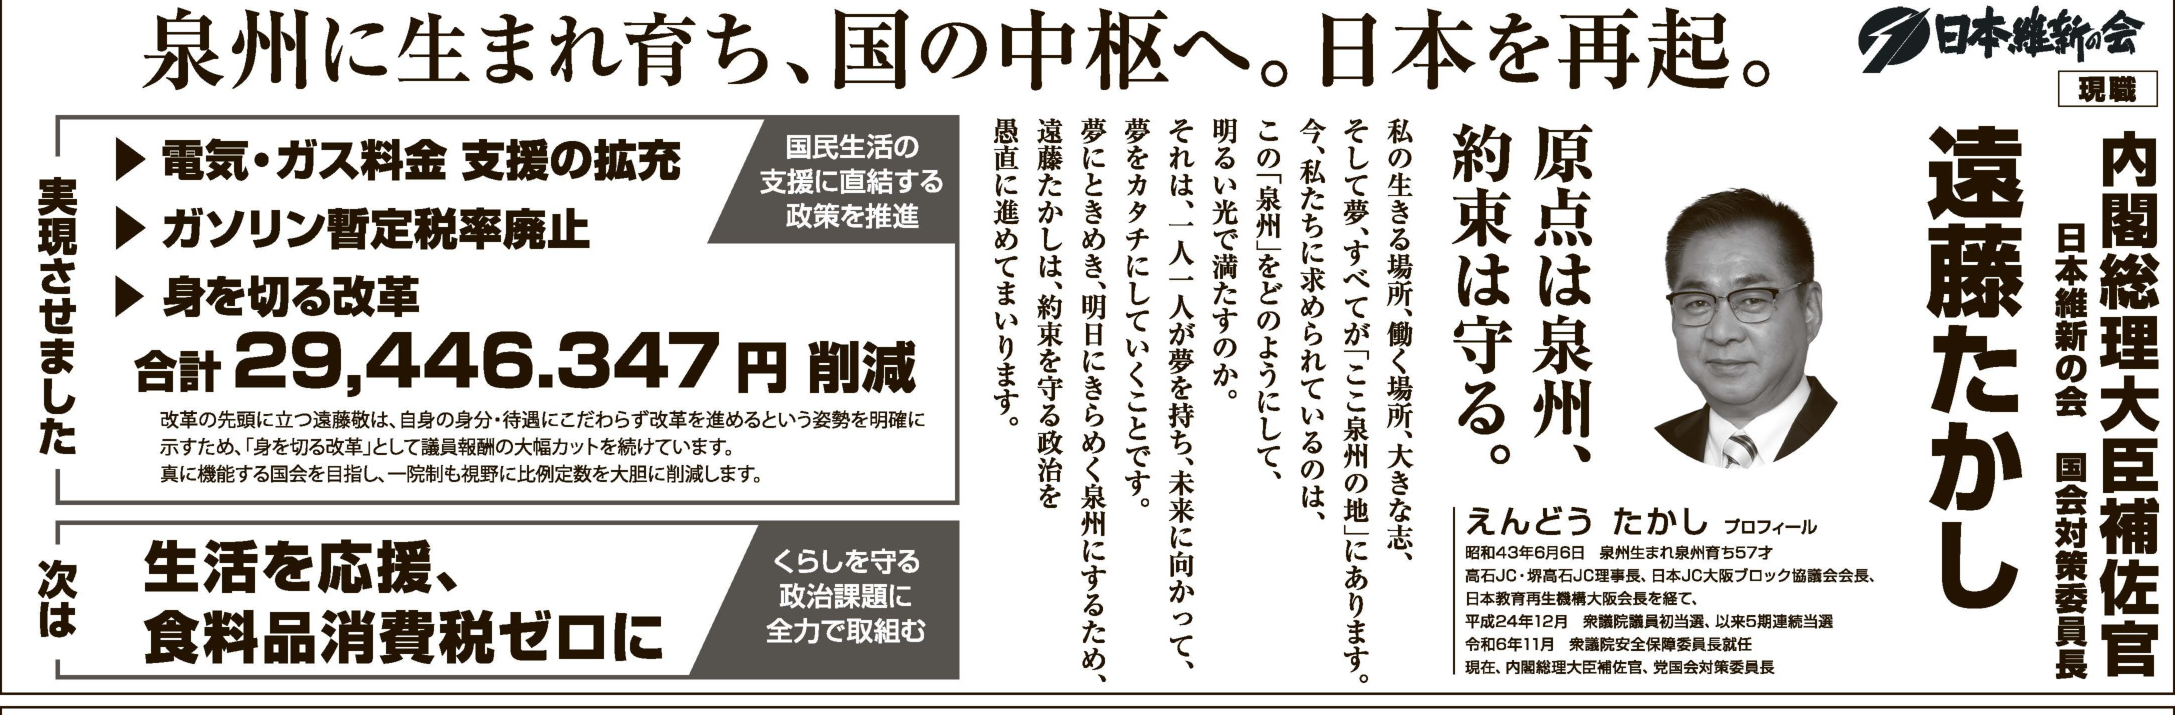 泉州に生まれ育ち、国の中枢へ。日本を再起。
日本維新の会
現職
内閣総理大臣補佐官
日本維新の会 国会対策委員長
遠藤たかし
原点は泉州、
約束は守る。
私の生きる場所、働く場所、大きな志、
そして夢、すべてが「ここ泉州の地」にあります。
今、私たちに求められているのは、
この「泉州」をどのようにして、
明るい光で満たすのか。
それは、一人一人が夢を持ち、未来に向かって、
夢をカタチにしていくことです。
夢にときめき、明日にきらめく泉州にするため、
遠藤たかしは、約束を守る政治を
愚直に進めてまいります。
えんどう たかし プロフィール
昭和43年6月6日 泉州生まれ泉州育ち57才
高石JC・堺高石JC理事長、日本JC大阪ブロック協議会会長、
日本教育再生機構大阪会長を経て、
平成24年12月 衆議院議員初当選、以来5期連続当選
令和6年11月 衆議院安全保障委員長就任
現在、内閣総理大臣補佐官、党国会対策委員長
実現させました
国民生活の
支援に直結する
政策を推進
▶ 電気・ガス料金 支援の拡充
▶ ガソリン暫定税率廃止
▶ 身を切る改革
合計 29,446.347 円 削減
改革の先頭に立つ遠藤敬は、自身の身分・待遇にこだわらず改革を進めるという姿勢を明確に
示すため、「身を切る改革」として議員報酬の大幅カットを続けています。
真に機能する国会を目指し、一院制も視野に比例定数を大胆に削減します。
次は
生活を応援、
食料品消費税ゼロに
くらしを守る
政治課題に
全力で取組む